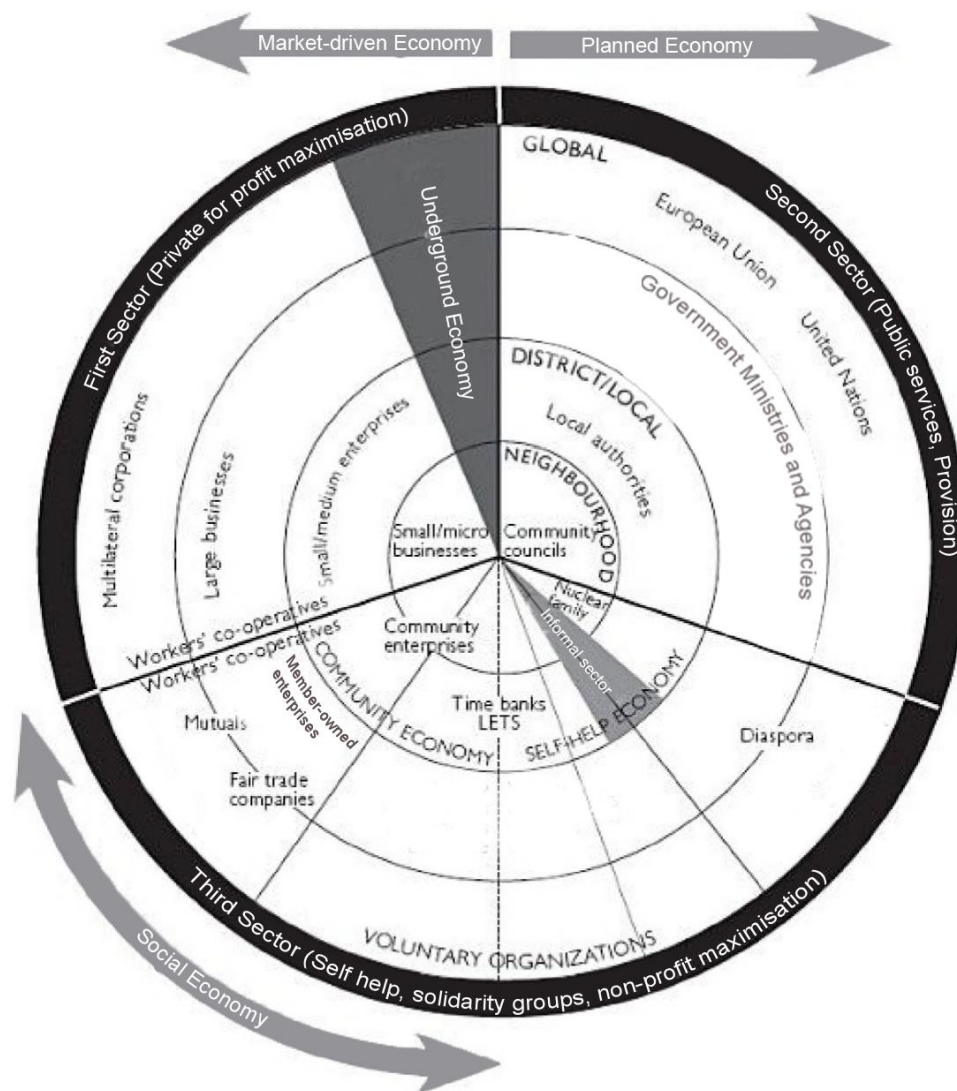 Market-driven Economy
Planned Economy
First Sector (Private for profit maximisation)
Second Sector (Public services, Provision)
GLOBAL
European Union
United Nations
Underground Economy
Government Ministries and Agencies
DISTRICT/LOCAL
Local authorities
NEIGHBOURHOOD
Multilateral corporations
Large businesses
Small/medium enterprises
Small/micro
businesses
Community
councils
Nuclear
family
Informal sector
Workers' co-operatives
Workers' co-operatives
Community
enterprises
Member-owned
enterprises
COMMUNITY ECONOMY
Time banks
LETS
SELF-HELP ECONOMY
Mutuals
Diaspora
Fair trade
companies
VOLUNTARY ORGANIZATIONS
Third Sector (Self help, solidarity groups, non-profit maximisation)
Social Economy